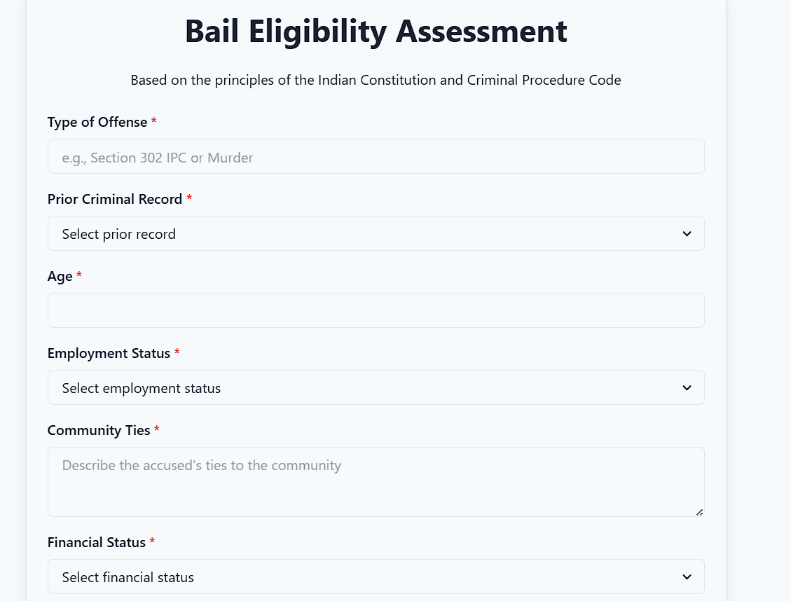 Bail Eligibility Assessment
Based on the principles of the Indian Constitution and Criminal Procedure Code
Type of Offense *
e.g., Section 302 IPC or Murder
Prior Criminal Record *
Select prior record
Age *
Employment Status *
Select employment status
Community Ties *
Describe the accused's ties to the community
Financial Status *
Select financial status